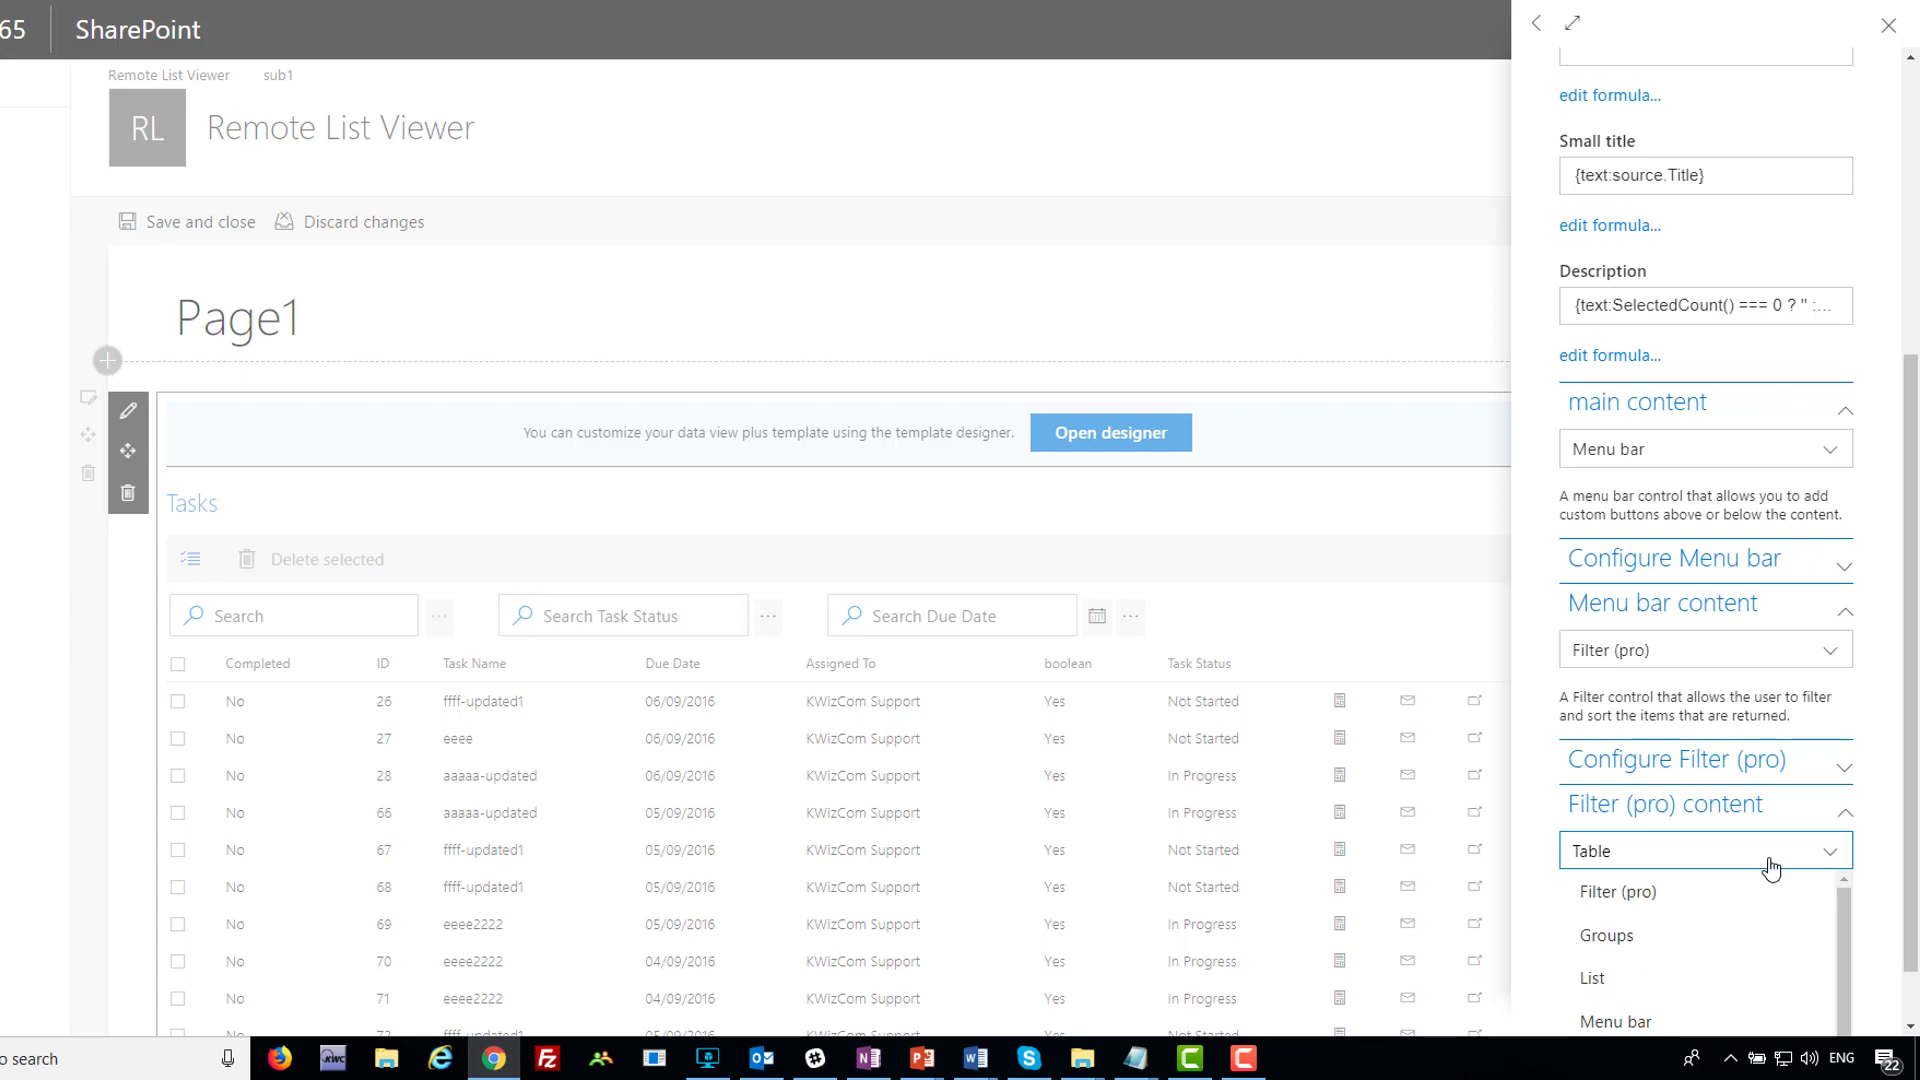 65
SharePoint
Remote List Viewer sub1
RL
Remote List Viewer
Save and close Discard changes
Page1
You can customize your data view plus template using the template designer. Open designer
Tasks
Delete selected
Search Search Task Status Search Due Date
Completed ID Task Name Due Date Assigned To boolean Task Status
No 26 ffff-updated1 06/09/2016 KWizCom Support Yes Not Started
No 27 eeee 06/09/2016 KWizCom Support Yes Not Started
No 28 aaaaa-updated 06/09/2016 KWizCom Support Yes In Progress
No 66 aaaaa-updated 05/09/2016 KWizCom Support Yes In Progress
No 67 ffff-updated1 05/09/2016 KWizCom Support Yes Not Started
No 68 ffff-updated1 05/09/2016 KWizCom Support Yes Not Started
No 69 eeee2222 05/09/2016 KWizCom Support Yes In Progress
No 70 eeee2222 04/09/2016 KWizCom Support Yes In Progress
No 71 eeee2222 04/09/2016 KWizCom Support Yes In Progress
edit formula...
Small title
{text:source.Title}
edit formula...
Description
{text:SelectedCount() === 0 ? '' :...
edit formula...
main content
Menu bar
A menu bar control that allows you to add
custom buttons above or below the content.
Configure Menu bar
Menu bar content
Filter (pro)
A Filter control that allows the user to filter
and sort the items that are returned.
Configure Filter (pro)
Filter (pro) content
Table
Filter (pro)
Groups
List
Menu bar
o search
KWC
ENG
22